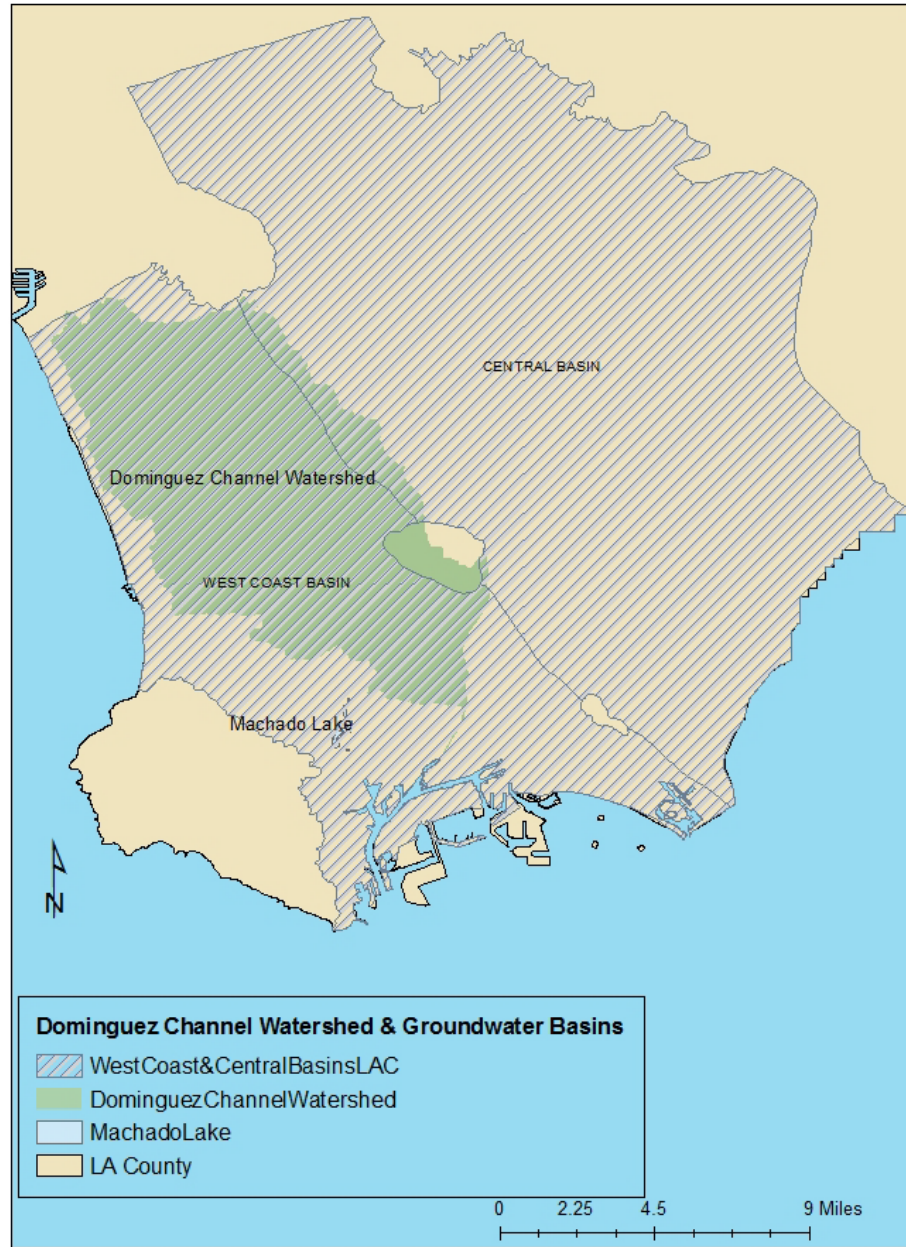 CENTRAL BASIN
Dominguez Channel Watershed
WEST COAST BASIN
Machado Lake
N
Dominguez Channel Watershed & Groundwater Basins
WestCoast&CentralBasinsLAC
DominguezChannelWatershed
MachadoLake
LA County
0 2.25 4.5 9 Miles